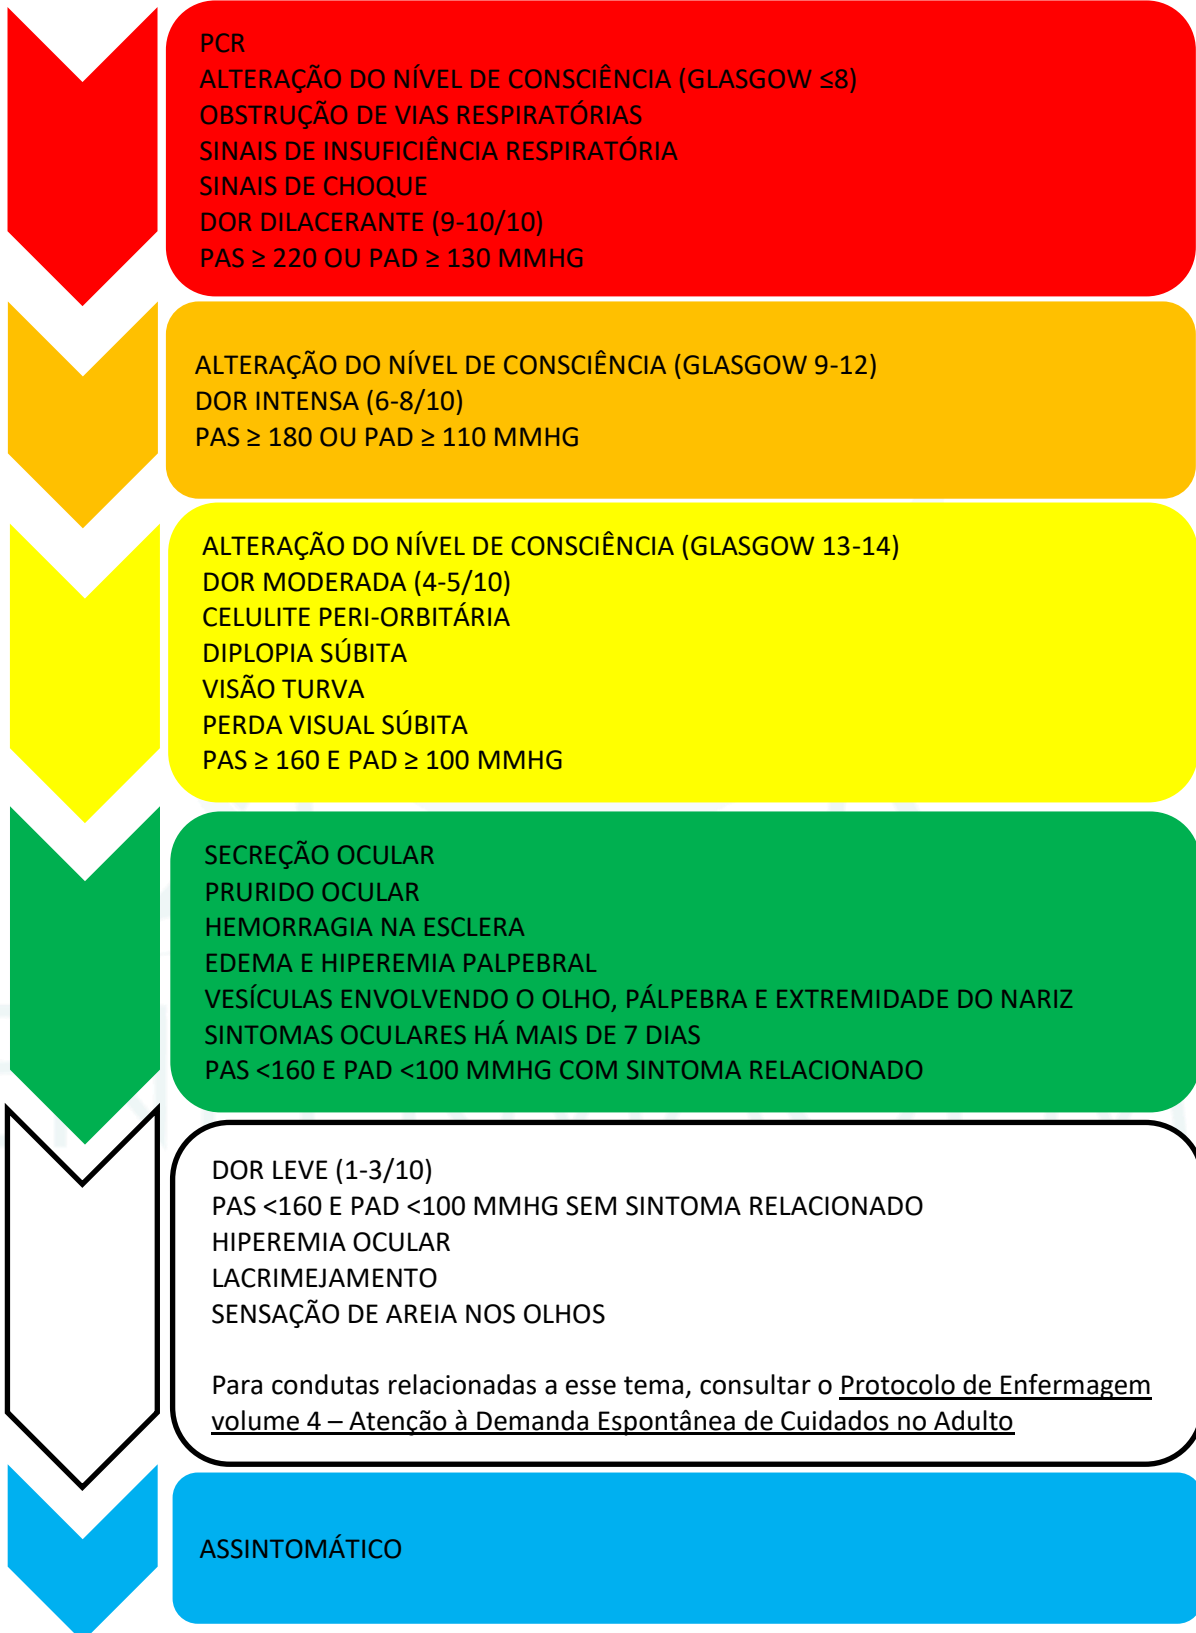 PCR
ALTERAÇÃO DO NÍVEL DE CONSCIÊNCIA (GLASGOW ≤8)
OBSTRUÇÃO DE VIAS RESPIRATÓRIAS
SINAIS DE INSUFICIÊNCIA RESPIRATÓRIA
SINAIS DE CHOQUE
DOR DILACERANTE (9-10/10)
PAS ≥ 220 OU PAD ≥ 130 MMHG
ALTERAÇÃO DO NÍVEL DE CONSCIÊNCIA (GLASGOW 9-12)
DOR INTENSA (6-8/10)
PAS ≥ 180 OU PAD ≥ 110 MMHG
ALTERAÇÃO DO NÍVEL DE CONSCIÊNCIA (GLASGOW 13-14)
DOR MODERADA (4-5/10)
CELULITE PERI-ORBITÁRIA
DIPLOPIA SÚBITA
VISÃO TURVA
PERDA VISUAL SÚBITA
PAS ≥ 160 E PAD ≥ 100 MMHG
SECREÇÃO OCULAR
PRURIDO OCULAR
HEMORRAGIA NA ESCLERA
EDEMA E HIPEREMIA PALPEBRAL
VESÍCULAS ENVOLVENDO O OLHO, PÁLPEBRA E EXTREMIDADE DO NARIZ
SINTOMAS OCULARES HÁ MAIS DE 7 DIAS
PAS <160 E PAD <100 MMHG COM SINTOMA RELACIONADO
DOR LEVE (1-3/10)
PAS <160 E PAD <100 MMHG SEM SINTOMA RELACIONADO
HIPEREMIA OCULAR
LACRIMEJAMENTO
SENSAÇÃO DE AREIA NOS OLHOS
Para condutas relacionadas a esse tema, consultar o Protocolo de Enfermagem
volume 4 – Atenção à Demanda Espontânea de Cuidados no Adulto
ASSINTOMÁTICO